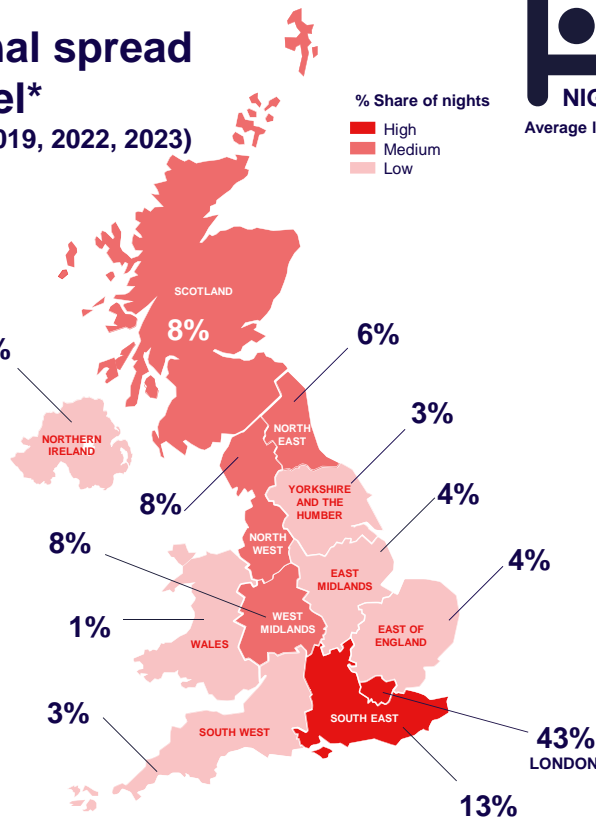 nal spread
el*
019, 2022, 2023)
% Share of nights
High
Medium
Low
NIG
Average l
SCOTLAND
8%
6%
%
NORTHERN
IRELAND
NORTH
EAST
3%
YORKSHIRE
AND THE
HUMBER
8%
4%
NORTH
WEST
8%
EAST
MIDLANDS
4%
WEST
MIDLANDS
1%
WALES
EAST OF
ENGLAND
3%
SOUTH WEST
SOUTH EAST
43%
LONDON
13%